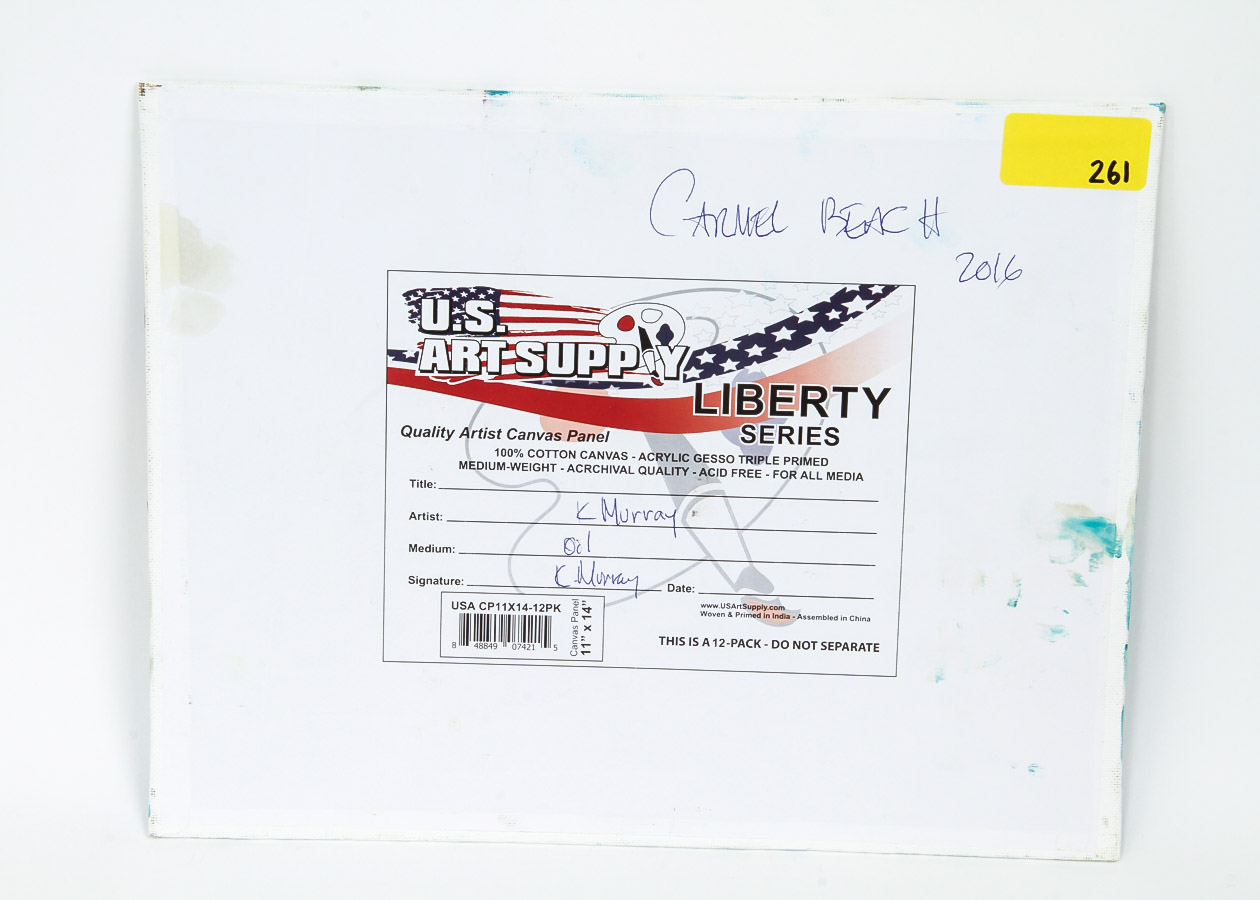 261
CARMEL BEACH
2016
U.S.
ART SUPPLY
LIBERTY
SERIES
Quality Artist Canvas Panel
100% COTTON CANVAS - ACRYLIC GESSO TRIPLE PRIMED
MEDIUM-WEIGHT - ACRCHIVAL QUALITY - ACID FREE - FOR ALL MEDIA
Title:
Artist: K Murray
Medium: Oil
Signature: K Murray Date:
USA CP11X14-12PK
8 48849 07421 5
Canvas Panel
11" x 14"
www.USArtSupply.com
Woven & Primed in India - Assembled in China
THIS IS A 12-PACK - DO NOT SEPARATE